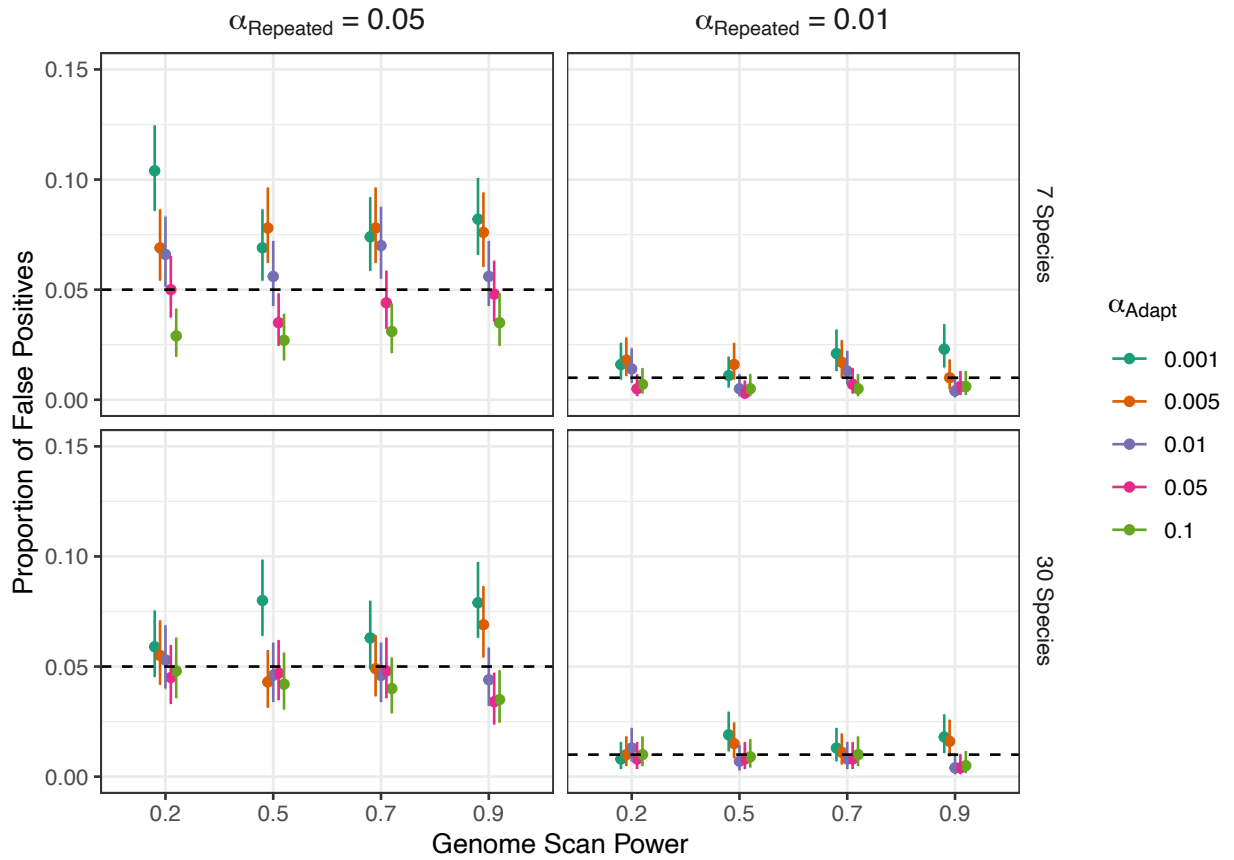 αRepeated = 0.05
αRepeated = 0.01
0.15
0.10
0.05
0.00
7 Species
0.15
0.10
0.05
0.00
30 Species
Proportion of False Positives
0.2 0.5 0.7 0.9
0.2 0.5 0.7 0.9
Genome Scan Power
αAdapt
0.001
0.005
0.01
0.05
0.1